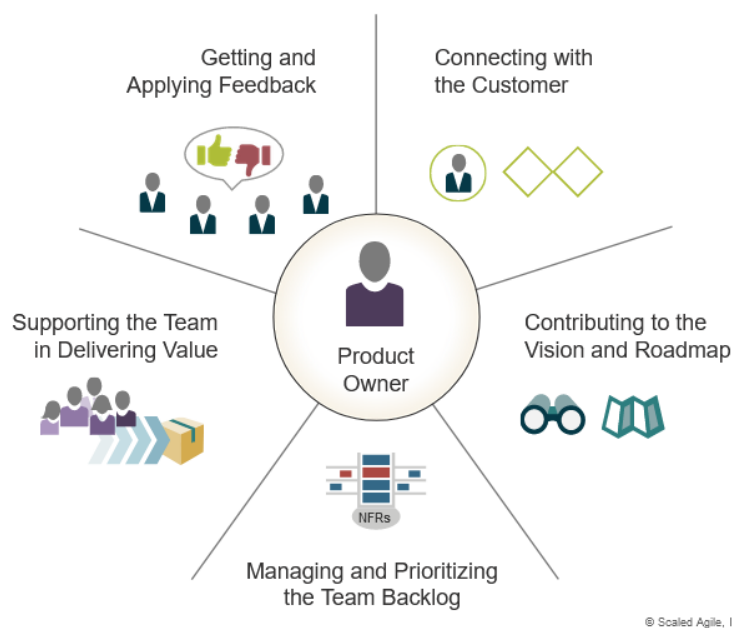 Getting and
Applying Feedback
Connecting with
the Customer
Supporting the Team
in Delivering Value
Product
Owner
Contributing to the
Vision and Roadmap
NFRs
Managing and Prioritizing
the Team Backlog
© Scaled Agile, I